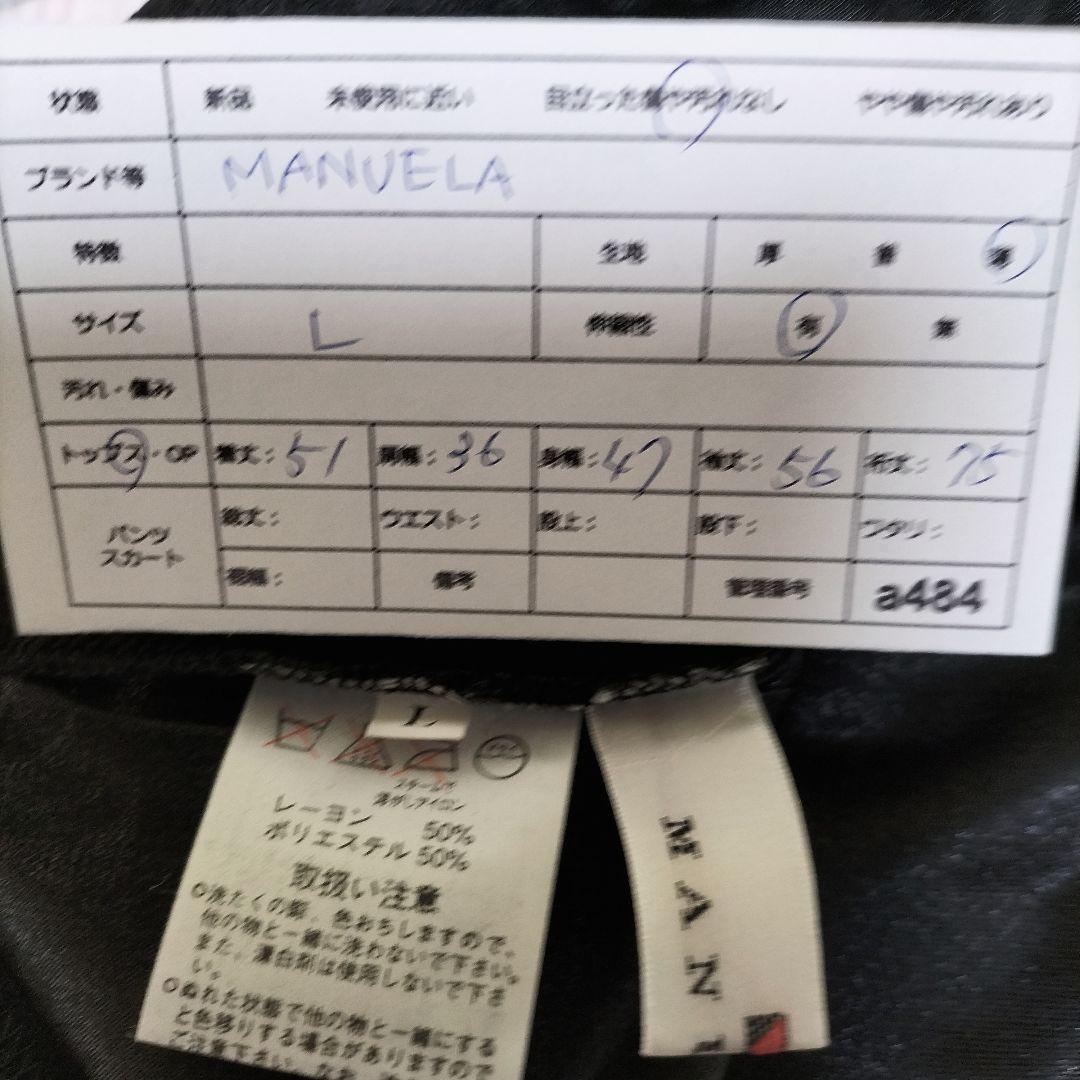 状態 新品 未使用に近い 目立った傷や汚れなし やや傷や汚れあり
ブランド等 MANUELA
特徴 生地 厚 普 薄
サイズ L 伸縮性 有 無
汚れ・傷み
トップス・OP 着丈：51 肩幅：36 身幅：47 袖丈：56 裄丈：75
パンツ
スカート
総丈： ウエスト： 股上： 股下： ワタリ：
裾幅： 備考 管理番号 a484
L
レーヨン 50%
ポリエステル 50%
取扱い注意
○洗たくの際、色おちしますので、
他の物と一緒に洗わないで下さい。
また、漂白剤は使用しないで下さ
い。
○ぬれた状態で他の物と一緒にする
と色移りする場合がありますので
ご注意下さい。
MAN